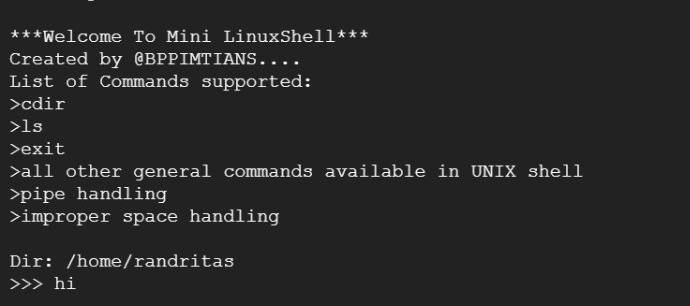 ***Welcome To Mini LinuxShell***
Created by @BPPIMTIANS....
List of Commands supported:
>cdir
>ls
>exit
>all other general commands available in UNIX shell
>pipe handling
>improper space handling
Dir: /home/randritas
>>> hi